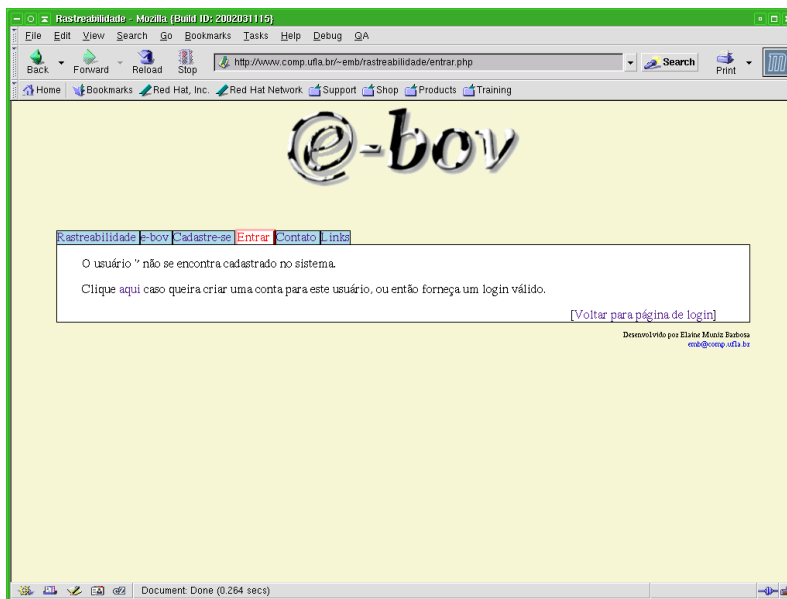 Rastreabilidade - Mozilla {Build ID: 2002031115}
File Edit View Search Go Bookmarks Tasks Help Debug QA
Back Forward Reload Stop http://www.comp.ufla.br/~emb/rastreabilidade/entrar.php Search Print
Home Bookmarks Red Hat, Inc. Red Hat Network Support Shop Products Training
e-bov
Rastreabilidade e-bov Cadastre-se Entrar Contato Links
O usuário '' não se encontra cadastrado no sistema.
Clique aqui caso queira criar uma conta para este usuário, ou então forneça um login válido.
[Voltar para página de login]
Desenvolvido por Elaine Muniz Barbosa
emb@comp.ufla.br
Document: Done (0.264 secs)